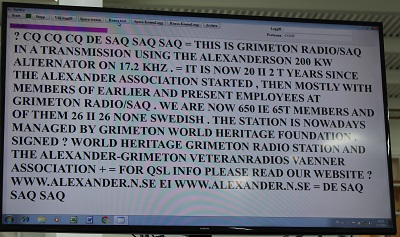 ? CQ CQ CQ DE SAQ SAQ SAQ = THIS IS GRIMETON RADIO/SAQ
IN A TRANSMISSION USING THE ALEXANDERSON 200 KW
ALTERNATOR ON 17.2 KHZ . = IT IS NOW 20 II 2 T YEARS SINCE
THE ALEXANDER ASSOCIATION STARTED , THEN MOSTLY WITH
MEMBERS OF EARLIER AND PRESENT EMPLOYEES AT
GRIMETON RADIO/SAQ . WE ARE NOW 650 IE 65T MEMBERS AND
OF THEM 26 II 26 NONE SWEDISH . THE STATION IS NOWADAYS
MANAGED BY GRIMETON WORLD HERITAGE FOUNDATION .
SIGNED ? WORLD HERITAGE GRIMETON RADIO STATION AND
THE ALEXANDER-GRIMETON VETERANRADIOS VAENNER
ASSOCIATION + = FOR QSL INFO PLEASE READ OUR WEBSITE ?
WWW.ALEXANDER.N.SE EI WWW.ALEXANDER.N.SE = DE SAQ
SAQ SAQ